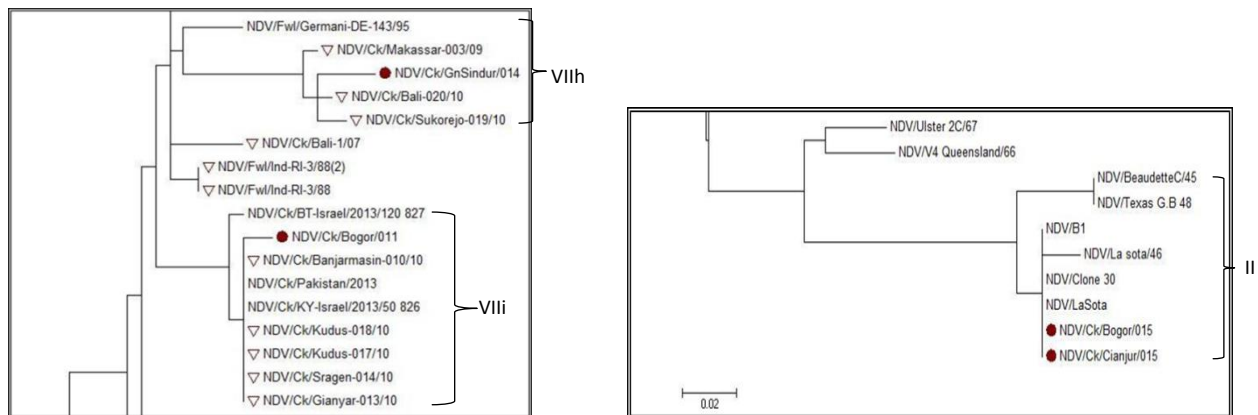 NDV/Fwl/Germani-DE-143/95
NDV/Ck/Makassar-003/09
NDV/Ck/GnSindur/014
NDV/Ck/Bali-020/10
NDV/Ck/Sukorejo-019/10
VIIh
NDV/Ck/Bali-1/07
NDV/Fwl/Ind-RI-3/88(2)
NDV/Fwl/Ind-RI-3/88
NDV/Ck/BT-Israel/2013/120 827
NDV/Ck/Bogor/011
NDV/Ck/Banjarmasin-010/10
NDV/Ck/Pakistan/2013
NDV/Ck/KY-Israel/2013/50 826
NDV/Ck/Kudus-018/10
NDV/Ck/Kudus-017/10
NDV/Ck/Sragen-014/10
NDV/Ck/Gianyar-013/10
VIIi
NDV/Ulster 2C/67
NDV/V4 Queensland/66
NDV/BeaudetteC/45
NDV/Texas G.B 48
NDV/B1
NDV/La sota/46
NDV/Clone 30
NDV/LaSota
NDV/Ck/Bogor/015
NDV/Ck/Cianjur/015
II
0.02